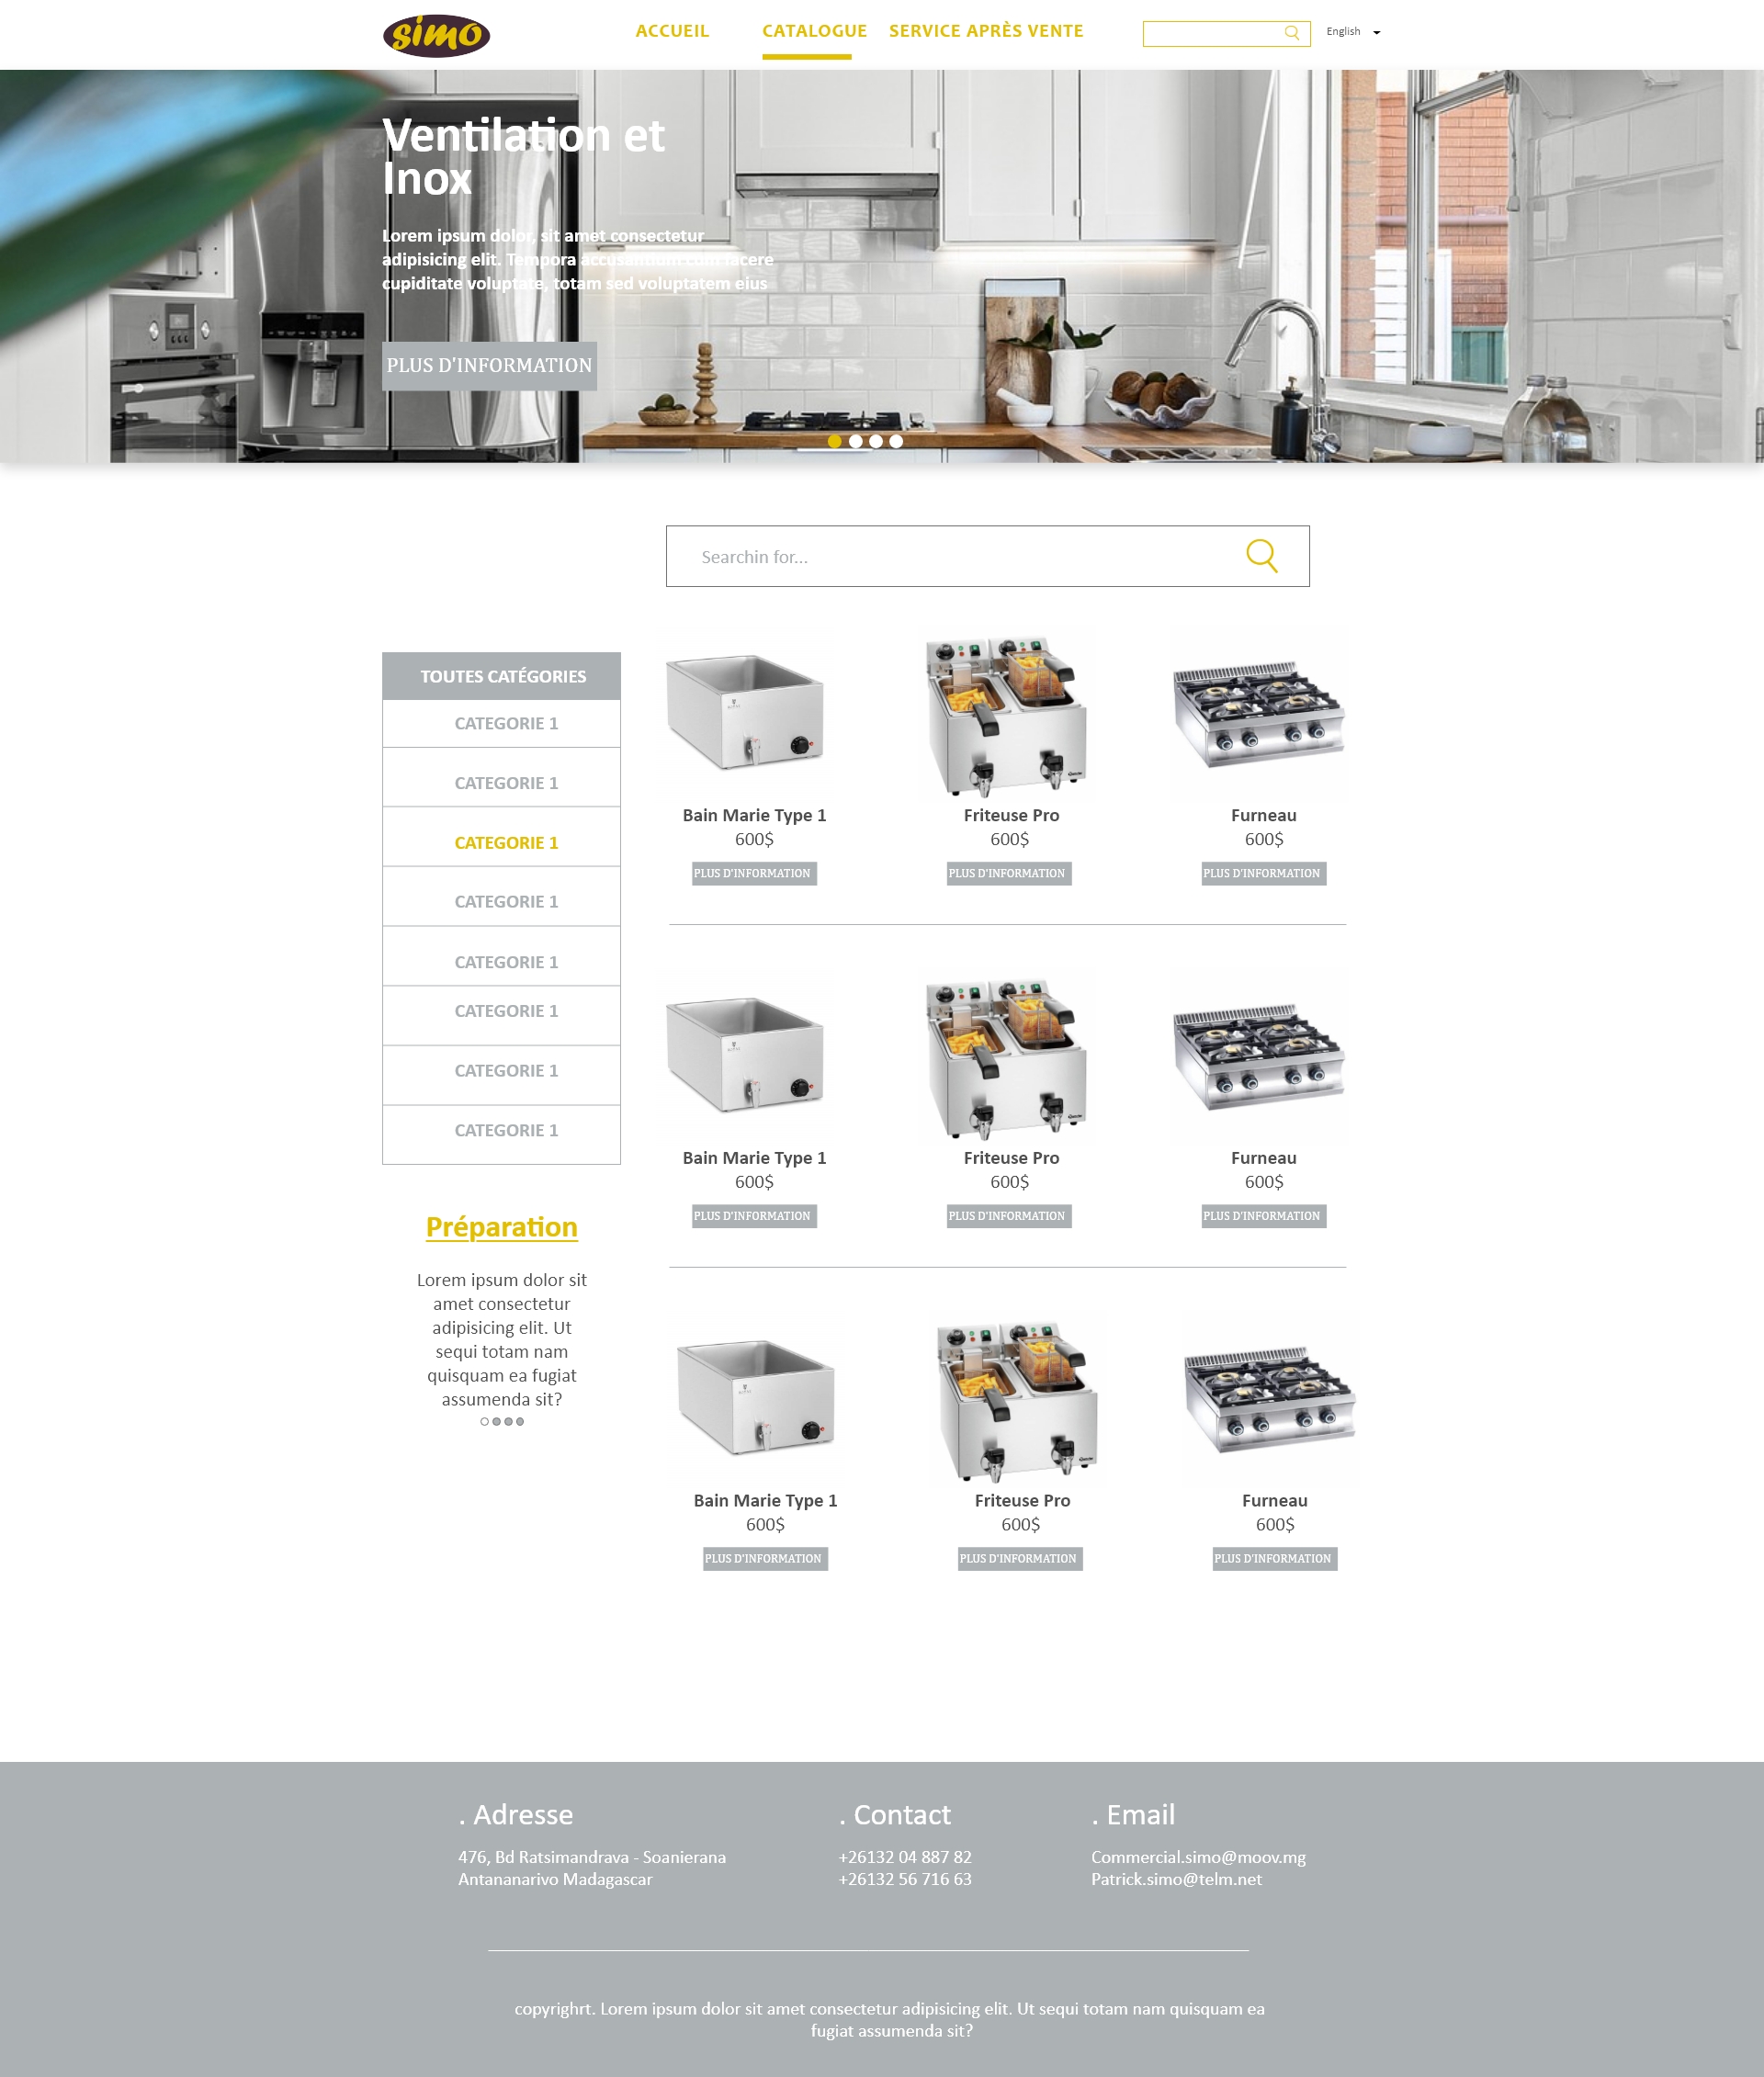 simo
ACCUEIL
CATALOGUE
SERVICE APRÈS VENTE
English
Ventilation et
Inox
Lorem ipsum dolor, sit amet consectetur
adipisicing elit. Tempora accusantium cum facere
cupiditate voluptate, totam sed voluptatem eius
PLUS D'INFORMATION
Searchin for...
TOUTES CATÉGORIES
CATEGORIE 1
CATEGORIE 1
CATEGORIE 1
CATEGORIE 1
CATEGORIE 1
CATEGORIE 1
CATEGORIE 1
CATEGORIE 1
Préparation
Lorem ipsum dolor sit
amet consectetur
adipisicing elit. Ut
sequi totam nam
quisquam ea fugiat
assumenda sit?
Bain Marie Type 1
600$
PLUS D'INFORMATION
Friteuse Pro
600$
PLUS D'INFORMATION
Furneau
600$
PLUS D'INFORMATION
Bain Marie Type 1
600$
PLUS D'INFORMATION
Friteuse Pro
600$
PLUS D'INFORMATION
Furneau
600$
PLUS D'INFORMATION
Bain Marie Type 1
600$
PLUS D'INFORMATION
Friteuse Pro
600$
PLUS D'INFORMATION
Furneau
600$
PLUS D'INFORMATION
. Adresse
476, Bd Ratsimandrava - Soanierana
Antananarivo Madagascar
. Contact
+26132 04 887 82
+26132 56 716 63
. Email
Commercial.simo@moov.mg
Patrick.simo@telm.net
copyrighrt. Lorem ipsum dolor sit amet consectetur adipisicing elit. Ut sequi totam nam quisquam ea
fugiat assumenda sit?